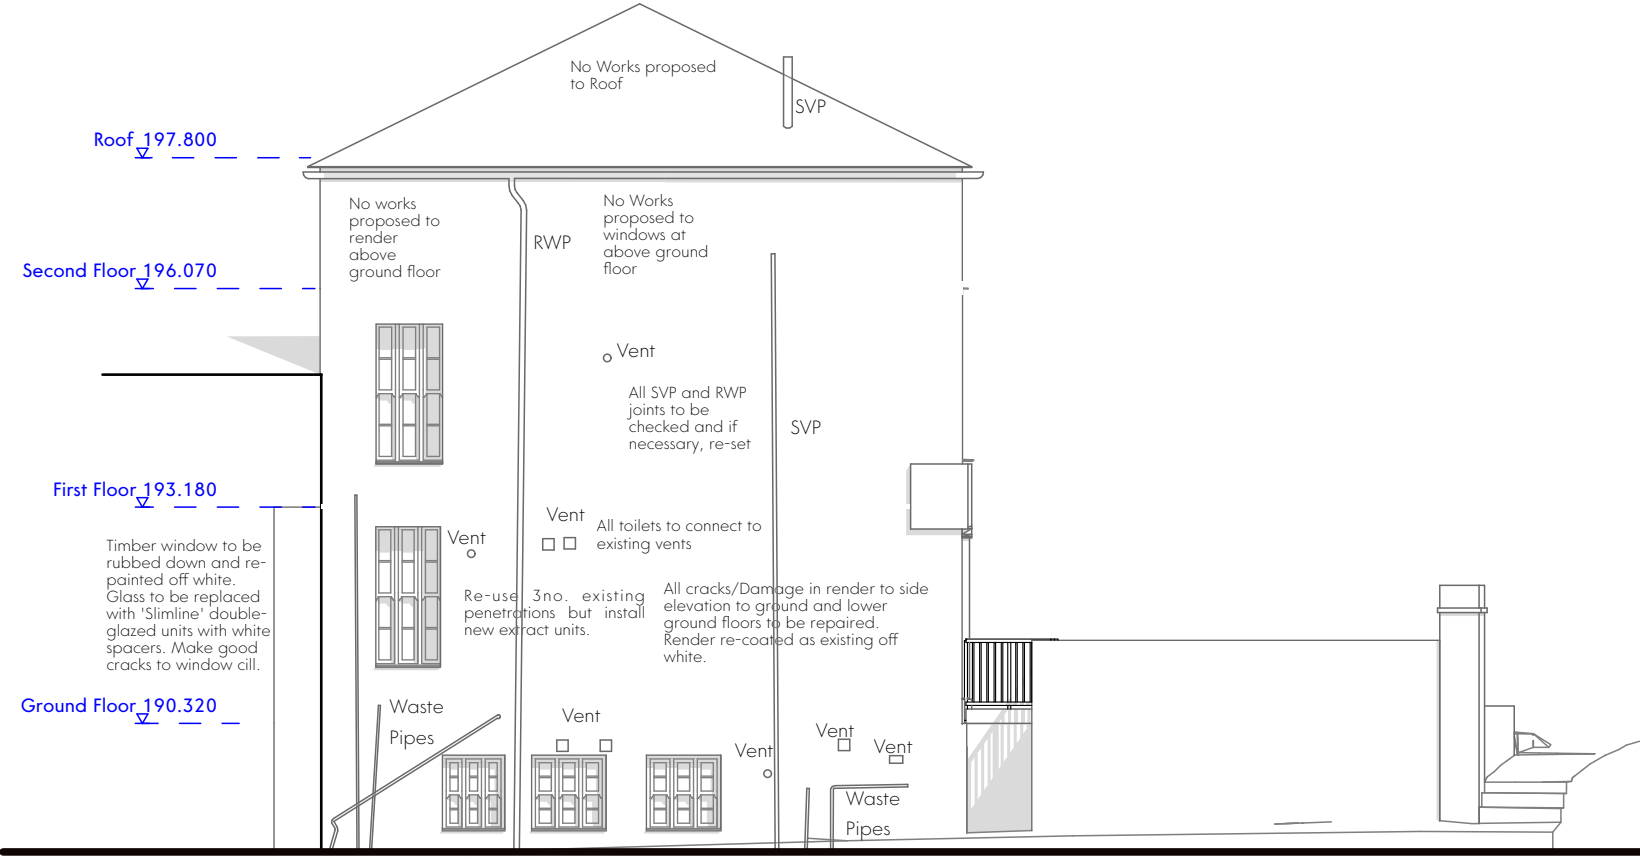 No Works proposed
to Roof
SVP
Roof 197.800
No works
proposed to
render
above
ground floor
RWP
No Works
proposed to
windows at
above ground
floor
Second Floor 196.070
Vent
All SVP and RWP
joints to be
checked and if
necessary, re-set
SVP
First Floor 193.180
Vent
Vent
All toilets to connect to
existing vents
Timber window to be
rubbed down and re-
painted off white.
Glass to be replaced
with 'Slimline' double-
glazed units with white
spacers. Make good
cracks to window cill.
Re-use 3no. existing
penetrations but install
new extract units.
All cracks/Damage in render to side
elevation to ground and lower
ground floors to be repaired.
Render re-coated as existing off
white.
Ground Floor 190.320
Waste
Pipes
Vent
Vent
Vent
Vent
Waste
Pipes